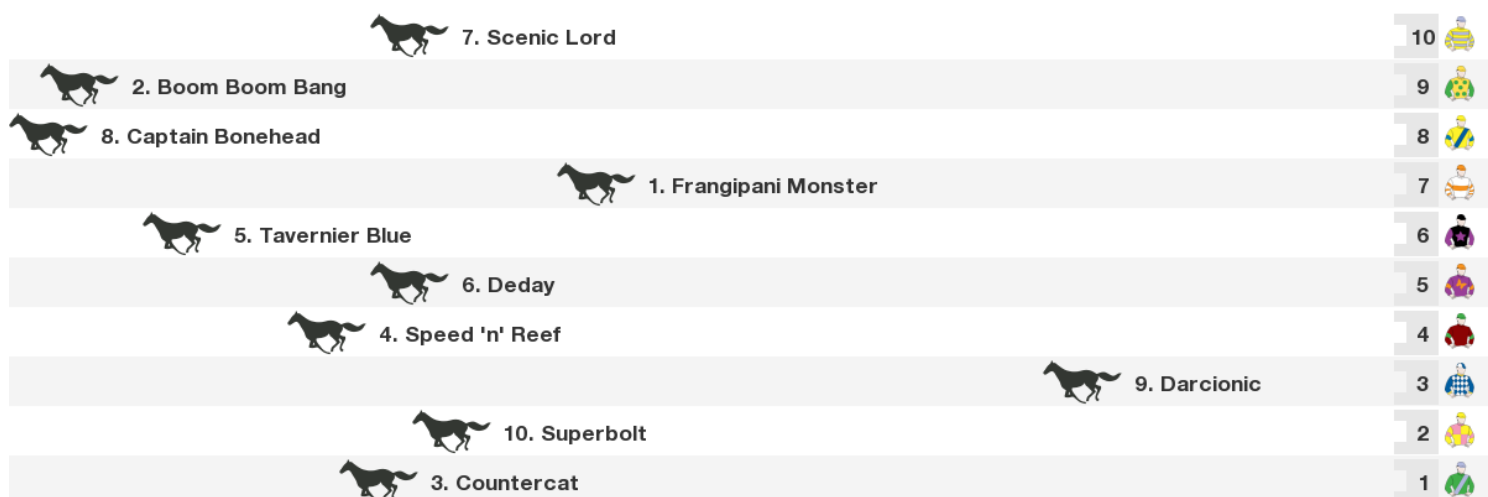 7. Scenic Lord 10
2. Boom Boom Bang 9
8. Captain Bonehead 8
1. Frangipani Monster 7
5. Tavernier Blue 6
6. Deday 5
4. Speed 'n' Reef 4
9. Darcionic 3
10. Superbolt 2
3. Countercat 1